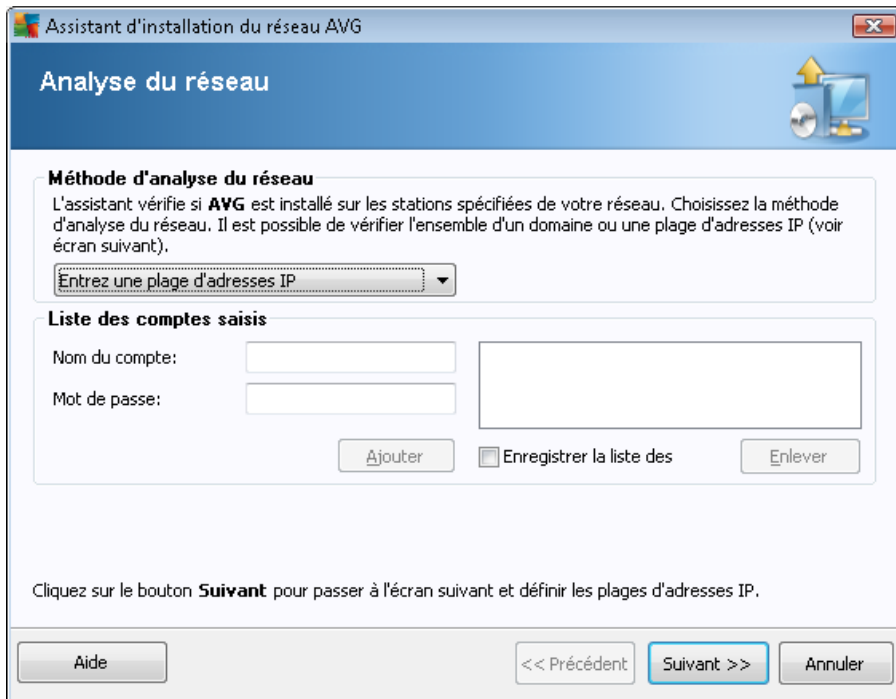 Assistant d'installation du réseau AVG
Analyse du réseau
Méthode d'analyse du réseau
L'assistant vérifie si AVG est installé sur les stations spécifiées de votre réseau. Choisissez la méthode
d'analyse du réseau. Il est possible de vérifier l'ensemble d'un domaine ou une plage d'adresses IP (voir
écran suivant).
Entrez une plage d'adresses IP
Liste des comptes saisis
Nom du compte:
Mot de passe:
Ajouter
Enregistrer la liste des
Enlever
Cliquez sur le bouton Suivant pour passer à l'écran suivant et définir les plages d'adresses IP.
Aide
<< Précédent
Suivant >>
Annuler